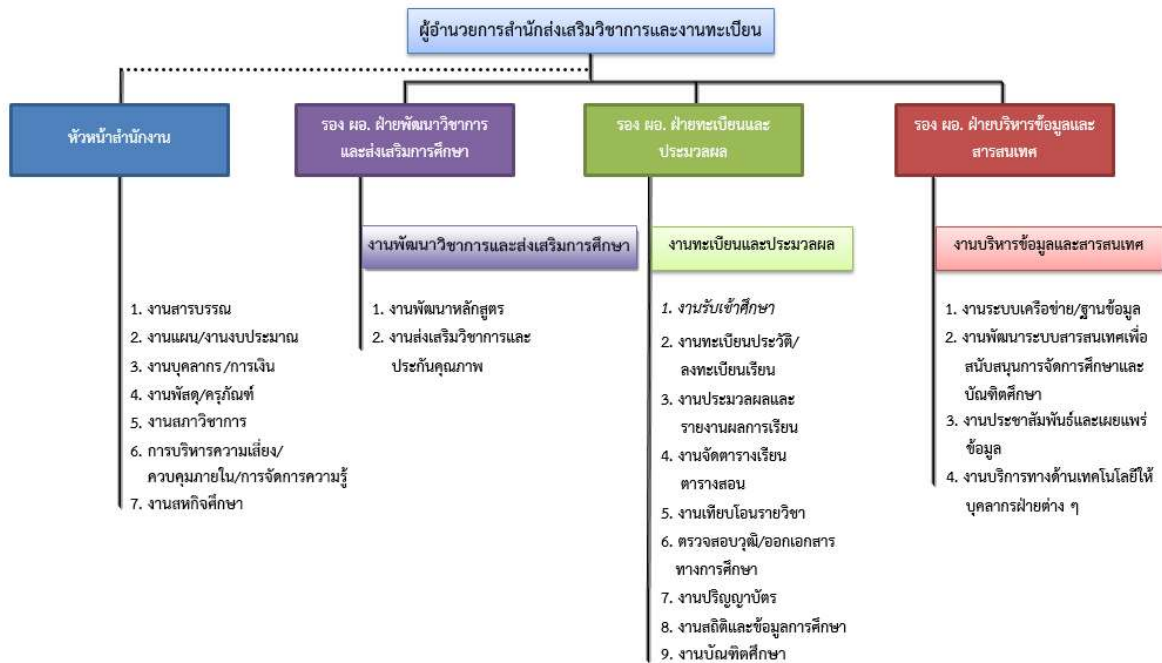 ผู้อำนวยการสำนักส่งเสริมวิชาการและงานทะเบียน
หัวหน้าสำนักงาน
รอง ผอ. ฝ่ายพัฒนาวิชาการ
และส่งเสริมการศึกษา
รอง ผอ. ฝ่ายทะเบียนและ
ประมวลผล
รอง ผอ. ฝ่ายบริหารข้อมูลและ
สารสนเทศ
งานพัฒนาวิชาการและส่งเสริมการศึกษา
งานทะเบียนและประมวลผล
งานบริหารข้อมูลและสารสนเทศ
1. งานสารบรรณ
2. งานแผน/งานงบประมาณ
3. งานบุคลากร/การเงิน
4. งานพัสดุ/ครุภัณฑ์
5. งานสภาวิชาการ
6. การบริหารความเสี่ยง/
ควบคุมภายใน/การจัดการความรู้
7. งานสหกิจศึกษา
1. งานพัฒนาหลักสูตร
2. งานส่งเสริมวิชาการและ
ประกันคุณภาพ
1. งานรับเข้าศึกษา
2. งานทะเบียนประวัติ/
ลงทะเบียนเรียน
3. งานประมวลผลและ
รายงานผลการเรียน
4. งานจัดตารางเรียน
ตารางสอน
5. งานเทียบโอนรายวิชา
6. ตรวจสอบวุฒิ/ออกเอกสาร
ทางการศึกษา
7. งานปริญญาบัตร
8. งานสถิติและข้อมูลการศึกษา
9. งานบัณฑิตศึกษา
1. งานระบบเครือข่าย/ฐานข้อมูล
2. งานพัฒนาระบบสารสนเทศเพื่อ
สนับสนุนการจัดการศึกษาและ
บัณฑิตศึกษา
3. งานประชาสัมพันธ์และเผยแพร่
ข้อมูล
4. งานบริการทางด้านเทคโนโลยีให้
บุคลากรฝ่ายต่าง ๆ